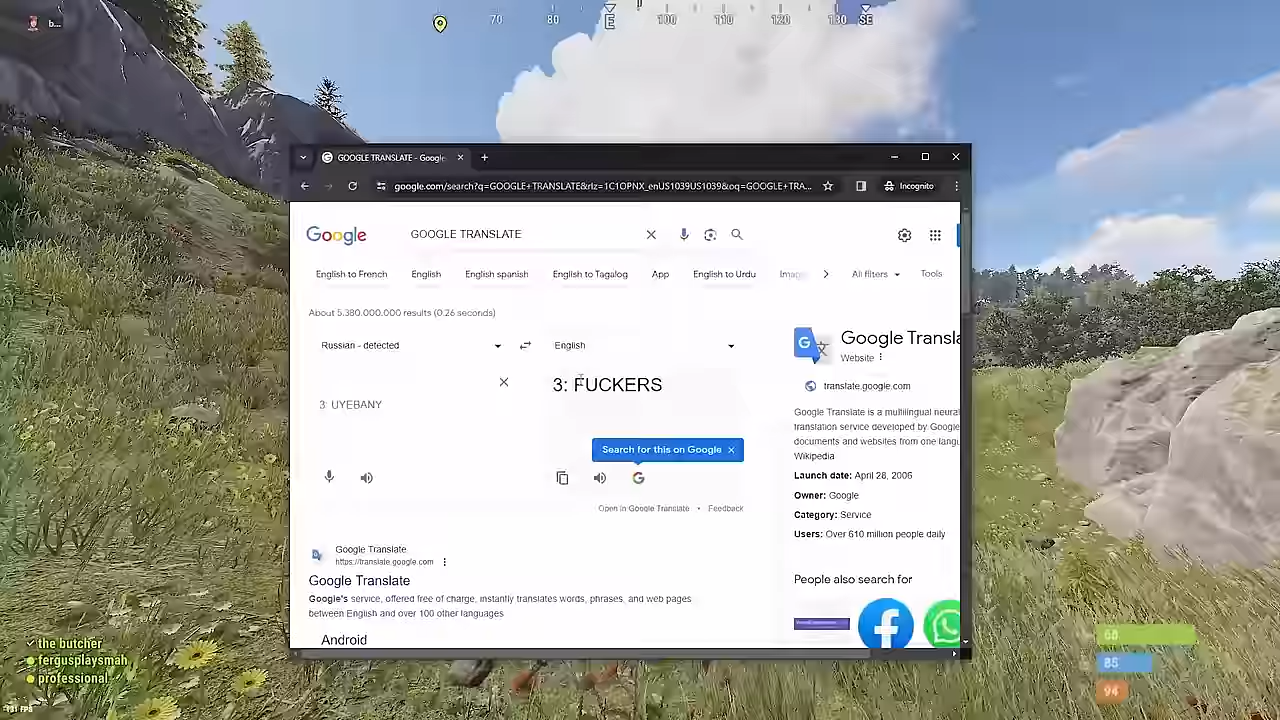 b...
70
80
E
100
110
120
130
SE
GOOGLE TRANSLATE - Google
google.com/search?q=GOOGLE+TRANSLATE&rlz=1C1OPNX_enUS1039US1039&oq=GOOGLE+TRA...
Incognito
Google
GOOGLE TRANSLATE
English to French
English
English spanish
English to Tagalog
App
English to Urdu
Images
All filters
Tools
About 5.380.000.000 results (0.26 seconds)
Russian - detected
English
3: UYEBANY
3: FUCKERS
Search for this on Google
Open in Google Translate • Feedback
Google Translate
https://translate.google.com
Google Translate
Google's service, offered free of charge, instantly translates words, phrases, and web pages
between English and over 100 other languages
Android
Google Transla
Website
translate.google.com
Google Translate is a multilingual neural
translation service developed by Google
documents and websites from one langu
Wikipedia
Launch date: April 28, 2006
Owner: Google
Category: Service
Users: Over 610 million people daily
People also search for
the butcher
fergusplaysmah
professional
131 FPS
68
85
94